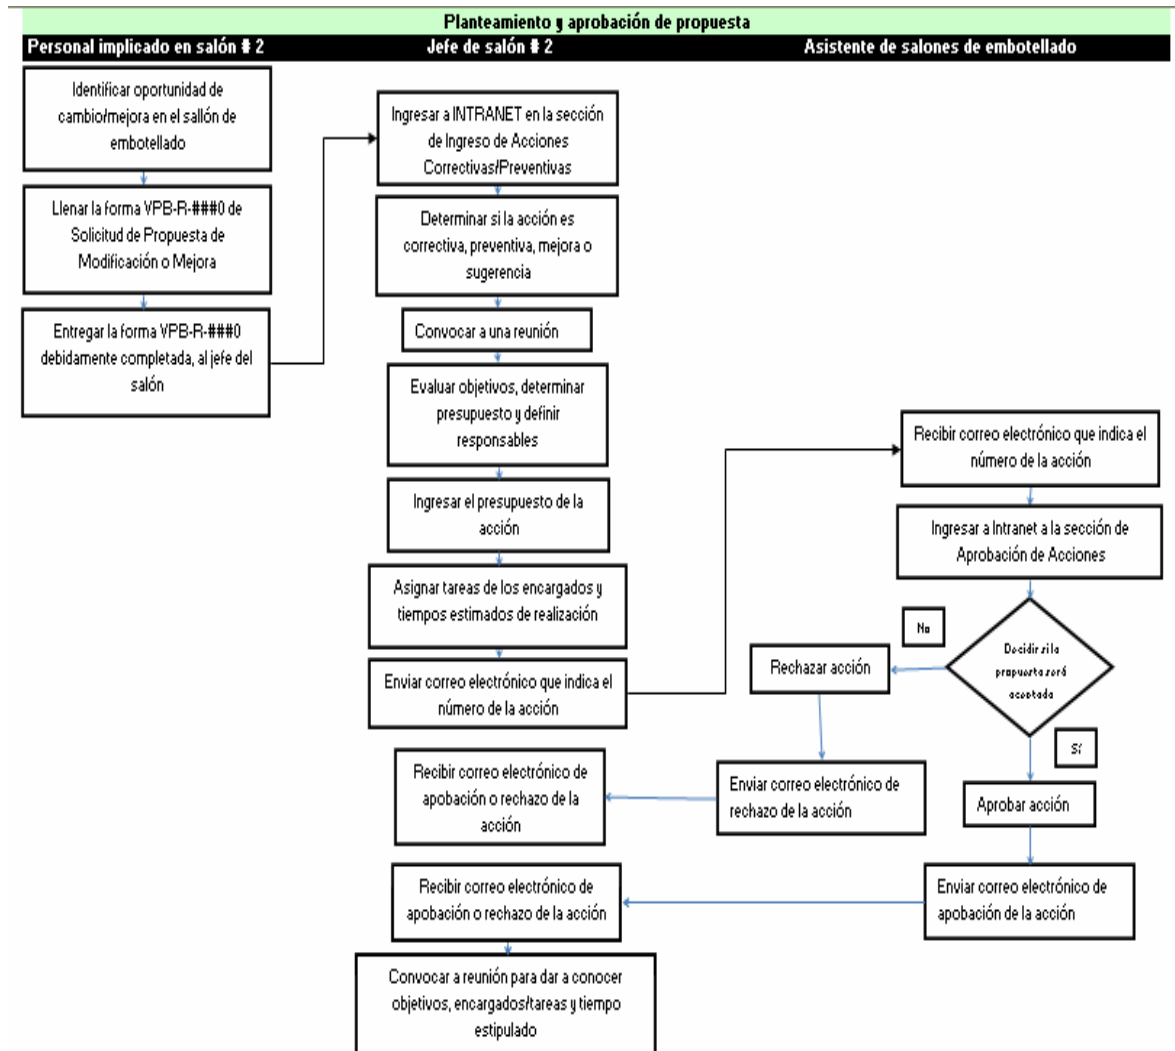 Planteamiento y aprobación de propuesta
Personal implicado en salón # 2
Jefe de salón # 2
Asistente de salones de embotellado
Identificar oportunidad de
cambio/mejora en el sallón de
embotellado
Llenar la forma VPB-R-###0 de
Solicitud de Propuesta de
Modificación o Mejora
Entregar la forma VPB-R-###0
debidamente completada, al jefe del
salón
Ingresar a INTRANET en la sección
de Ingreso de Acciones
Correctivas/Preventivas
Determinar si la acción es
correctiva, preventiva, mejora o
sugerencia
Convocar a una reunión
Evaluar objetivos, determinar
presupuesto y definir
responsables
Ingresar el presupuesto de la
acción
Asignar tareas de los encargados y
tiempos estimados de realización
Enviar correo electrónico que indica el
número de la acción
Recibir correo electrónico que indica el
número de la acción
Ingresar a Intranet a la sección de
Aprobación de Acciones
Decidir si la
propuesta será
aceptada
No
Rechazar acción
Enviar correo electrónico de
rechazo de la acción
Recibir correo electrónico de
apobación o rechazo de la
acción
Sí
Aprobar acción
Enviar correo electrónico de
apobación de la acción
Recibir correo electrónico de
apobación o rechazo de la acción
Convocar a reunión para dar a conocer
objetivos, encargados/tareas y tiempo
estipulado